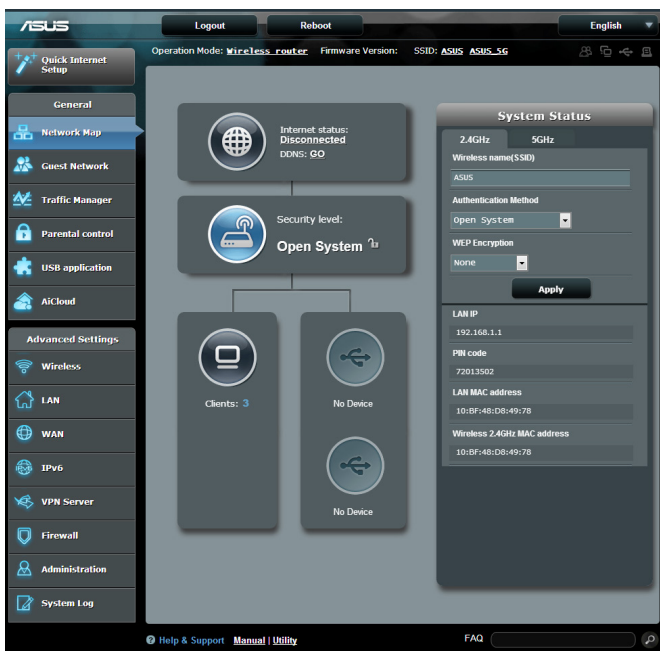 ASUS
Logout
Reboot
English
Operation Mode: Wireless router Firmware Version: SSID: ASUS ASUS_5G
Quick Internet
Setup
General
Network Map
Guest Network
Traffic Manager
Parental control
USB application
AiCloud
Advanced Settings
Wireless
LAN
WAN
IPv6
VPN Server
Firewall
Administration
System Log
Internet status:
Disconnected
DDNS: GO
Security level:
Open System
Clients: 3
No Device
No Device
System Status
2.4GHz
5GHz
Wireless name(SSID)
ASUS
Authentication Method
Open System
WEP Encryption
None
Apply
LAN IP
192.168.1.1
PIN code
72013502
LAN MAC address
10:BF:48:D8:49:78
Wireless 2.4GHz MAC address
10:BF:48:D8:49:78
Help & Support Manual | Utility
FAQ